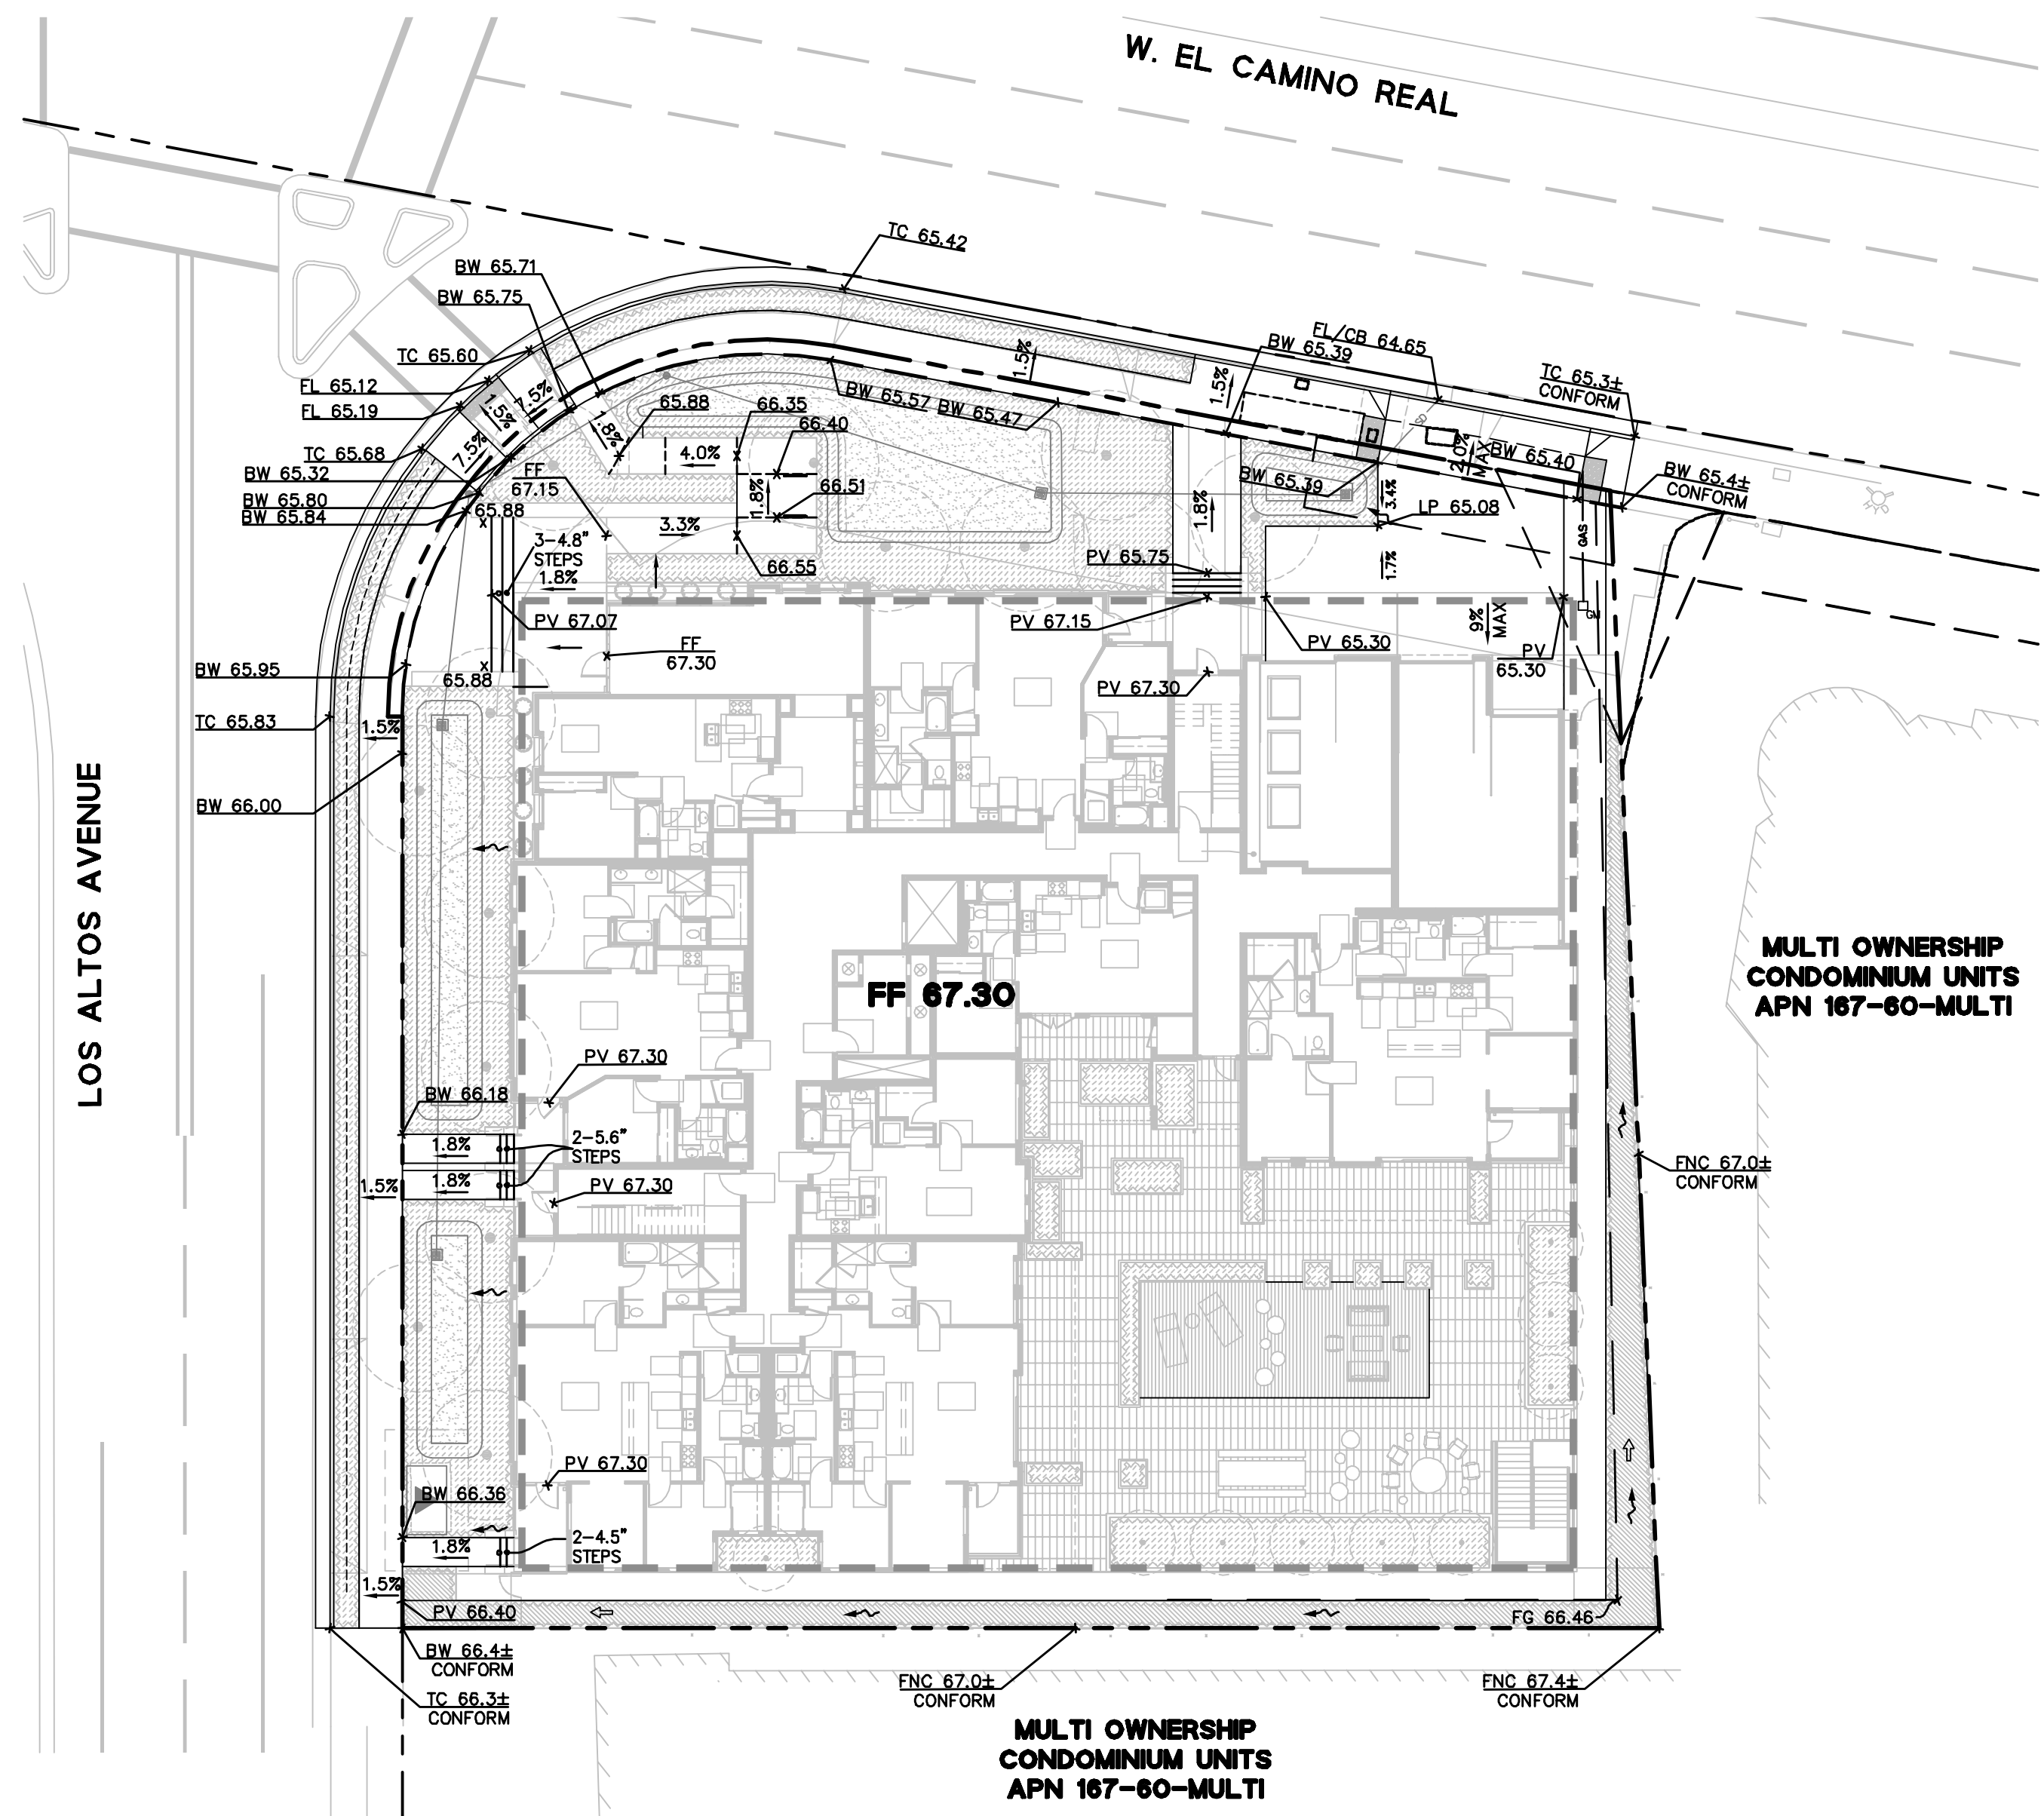 W. EL CAMINO REAL
TC 65.42
BW 65.71
BW 65.75
TC 65.60
FL 65.12
FL 65.19
TC 65.68
BW 65.32
BW 65.80
BW 65.84
7.5%
1.5%
7.5%
1.8%
65.88
66.35
66.40
4.0%
1.8%
66.51
FF
67.15
65.88
3.3%
66.55
3-4.8"
STEPS
1.8%
PV 67.07
FF
67.30
BW 65.57
BW 65.47
1.5%
1.5%
BW 65.39
FL/CB 64.65
TC 65.3±
CONFORM
SD
2.0%
MAX
BW 65.40
BW 65.4±
CONFORM
BW 65.39
3.4%
LP 65.08
1.8%
1.7%
GAS
GM
PV 65.75
PV 67.15
PV 65.30
9%
MAX
PV
65.30
PV 67.30
BW 65.95
65.88
TC 65.83
1.5%
BW 66.00
LOS ALTOS AVENUE
FF 67.30
MULTI OWNERSHIP
CONDOMINIUM UNITS
APN 167-60-MULTI
PV 67.30
BW 66.18
1.8%
2-5.6"
STEPS
1.8%
1.5%
PV 67.30
FNC 67.0±
CONFORM
PV 67.30
BW 66.36
2-4.5"
STEPS
1.8%
1.5%
PV 66.40
FG 66.46
BW 66.4±
CONFORM
TC 66.3±
CONFORM
FNC 67.0±
CONFORM
FNC 67.4±
CONFORM
MULTI OWNERSHIP
CONDOMINIUM UNITS
APN 167-60-MULTI